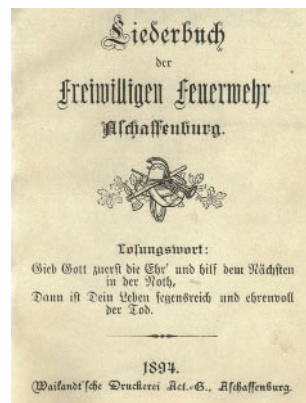 Liederbuch
der
Freiwilligen Feuerwehr
Aschaffenburg.
Losungswort:
Gieb Gott zuerst die Ehr' und hilf dem Nächsten
in der Noth,
Dann ist Dein Leben segensreich und ehrenvoll
der Tod.
1894.
Wailandt'sche Druckerei Act.-G., Aschaffenburg.